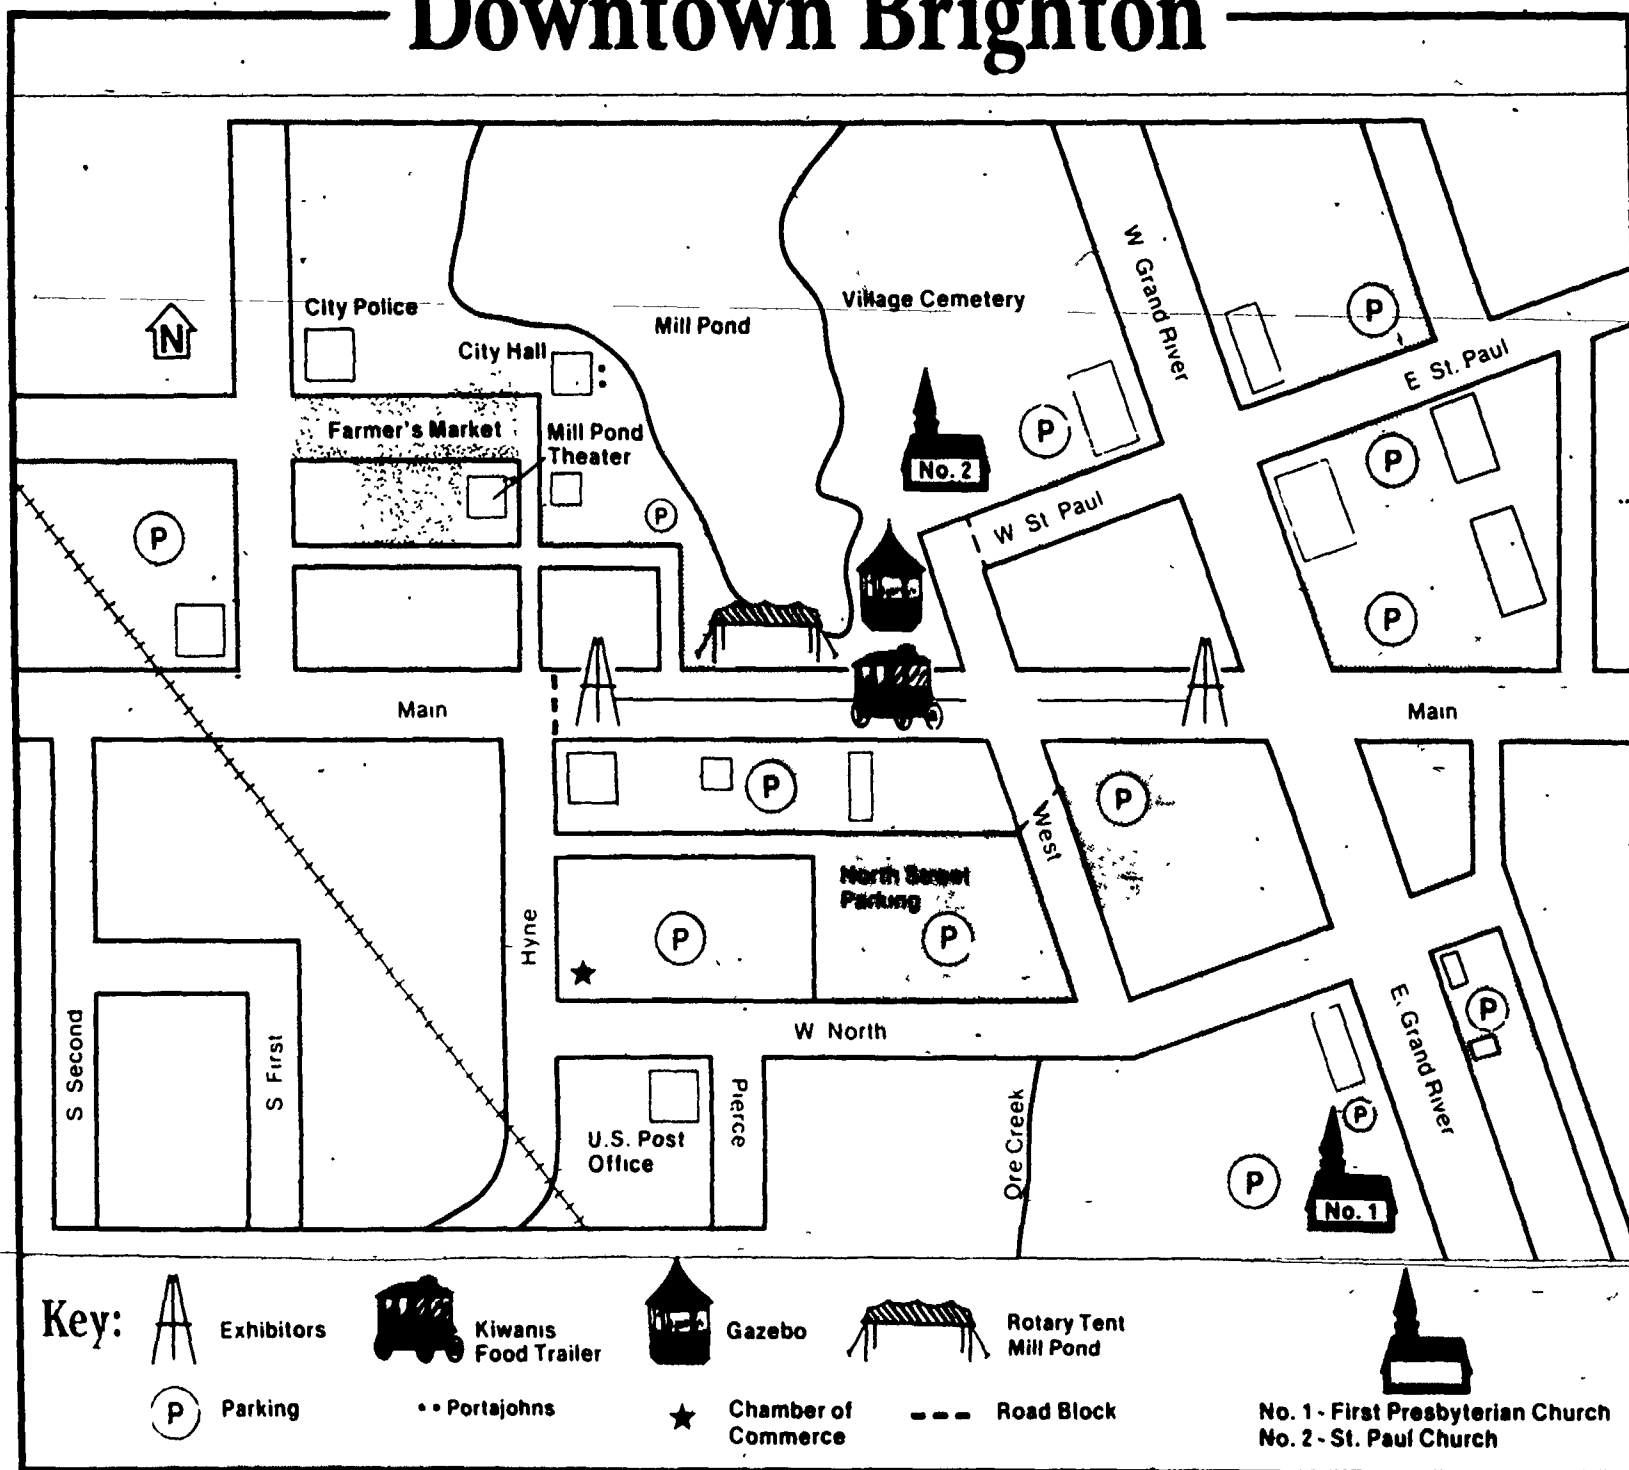 Downtown Brighton
W Grand River
P
City Police
Village Cemetery
N
Mill Pond
City Hall
E St. Paul
Farmer's Market
Mill Pond
Theater
P
No. 2
P
P
P
W St Paul
P
P
Main
Main
P
P
West
North Street
Parking
P
P
Hyne
W North
E. Grand River
P
S Second
S First
Pierce
Ore Creek
P
U.S. Post
Office
P
No. 1
Key:
Exhibitors
Kiwanis
Food Trailer
Gazebo
Rotary Tent
Mill Pond
P
Parking
Portajohns
Chamber of
Commerce
Road Block
No. 1 - First Presbyterian Church
No. 2 - St. Paul Church